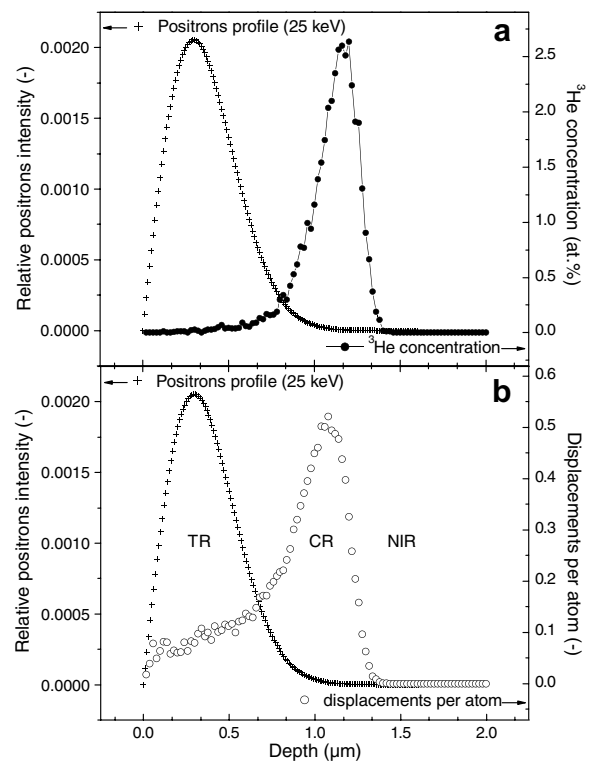 Positrons profile (25 keV)
a
0.0020
0.0015
0.0010
0.0005
0.0000
Relative positrons intensity (-)
2.5
2.0
1.5
1.0
0.5
0.0
³He concentration (at.%)
³He concentration
Positrons profile (25 keV)
b
0.0020
0.0015
0.0010
0.0005
0.0000
Relative positrons intensity (-)
TR
CR
NIR
0.6
0.5
0.4
0.3
0.2
0.1
0.0
Displacements per atom (-)
displacements per atom
0.0 0.5 1.0 1.5 2.0
Depth (μm)